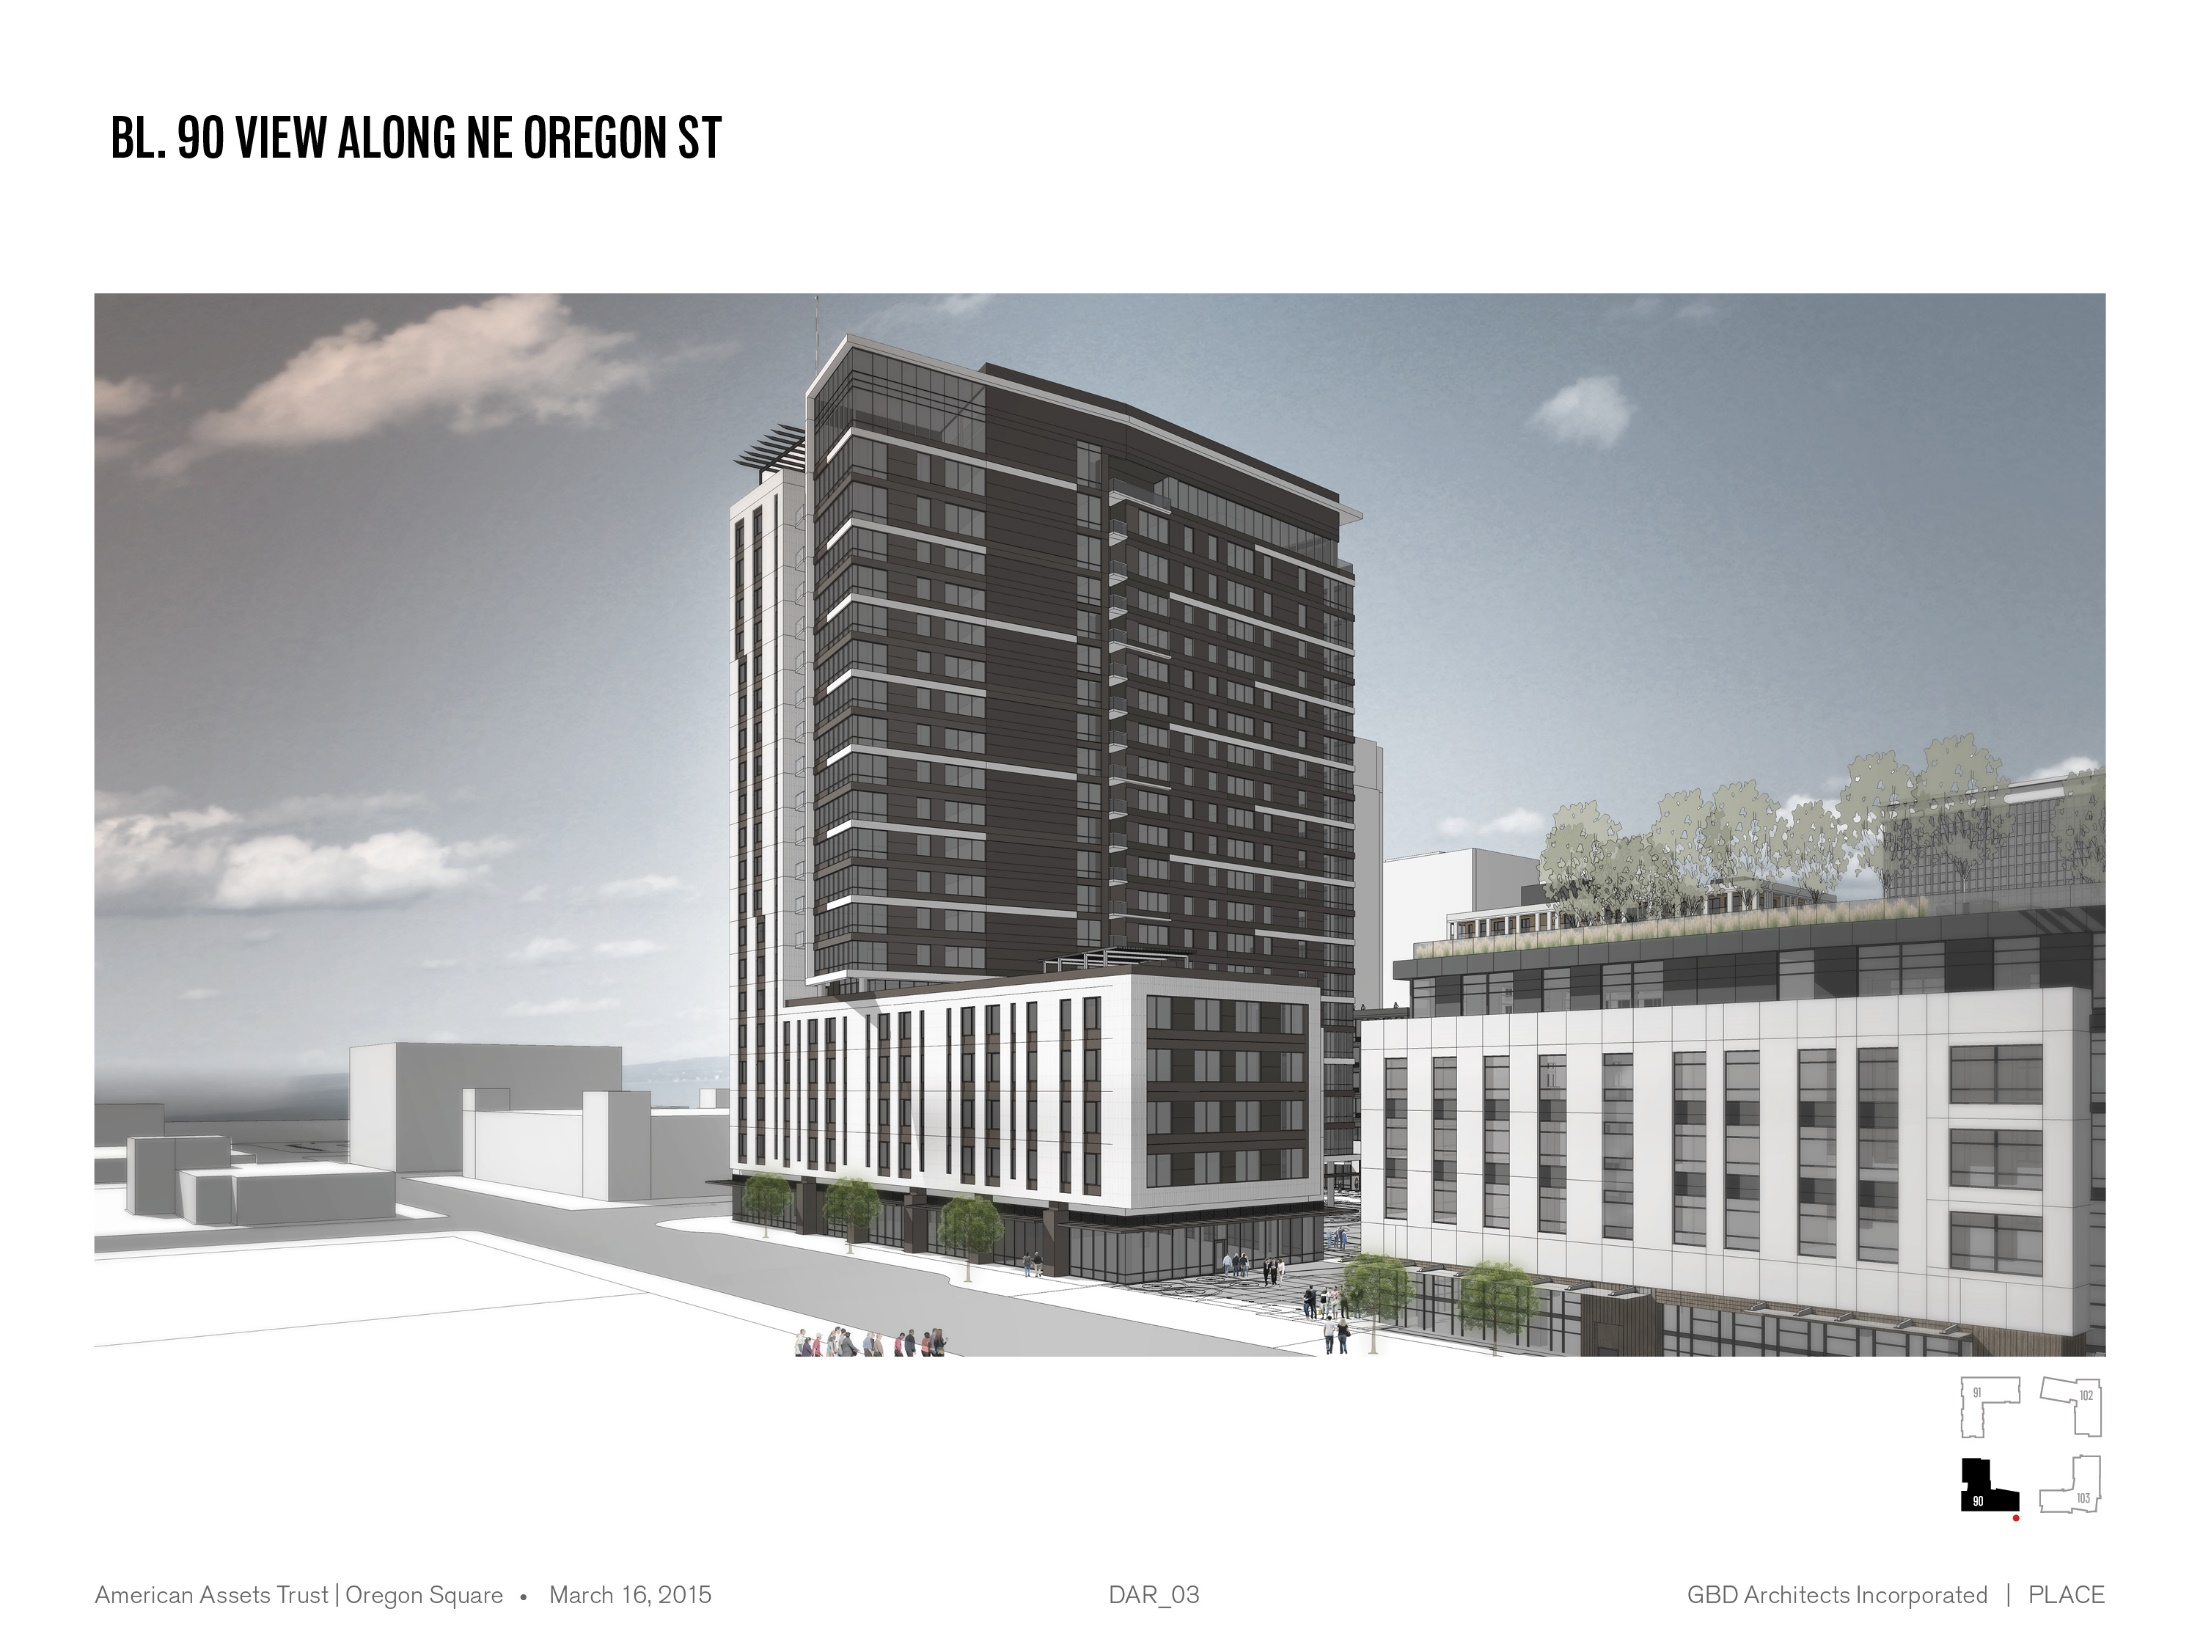 BL. 90 VIEW ALONG NE OREGON ST
91
102
90
103
American Assets Trust | Oregon Square • March 16, 2015
DAR_03
GBD Architects Incorporated | PLACE